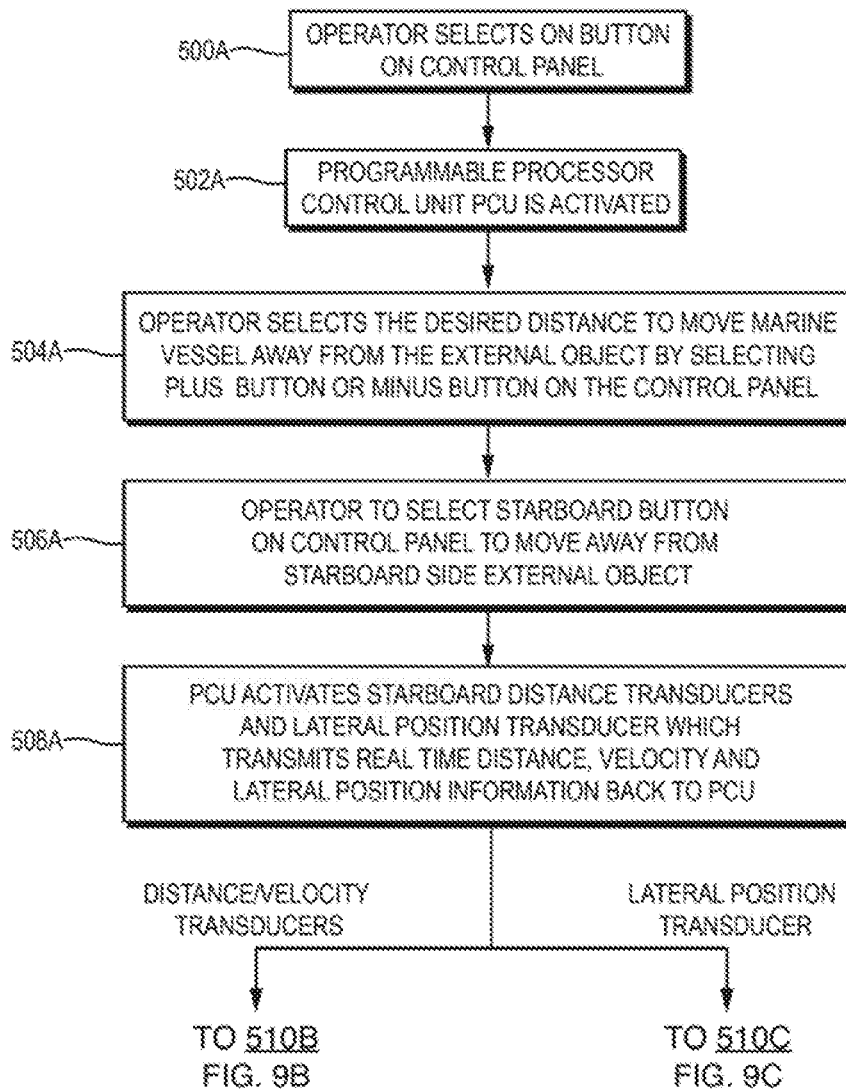 500A
OPERATOR SELECTS ON BUTTON
ON CONTROL PANEL
502A
PROGRAMMABLE PROCESSOR
CONTROL UNIT PCU IS ACTIVATED
504A
OPERATOR SELECTS THE DESIRED DISTANCE TO MOVE MARINE
VESSEL AWAY FROM THE EXTERNAL OBJECT BY SELECTING
PLUS BUTTON OR MINUS BUTTON ON THE CONTROL PANEL
506A
OPERATOR TO SELECT STARBOARD BUTTON
ON CONTROL PANEL TO MOVE AWAY FROM
STARBOARD SIDE EXTERNAL OBJECT
508A
PCU ACTIVATES STARBOARD DISTANCE TRANSDUCERS
AND LATERAL POSITION TRANSDUCER WHICH
TRANSMITS REAL TIME DISTANCE, VELOCITY AND
LATERAL POSITION INFORMATION BACK TO PCU
DISTANCE/VELOCITY
TRANSDUCERS
LATERAL POSITION
TRANSDUCER
TO 510B
FIG. 9B
TO 510C
FIG. 9C